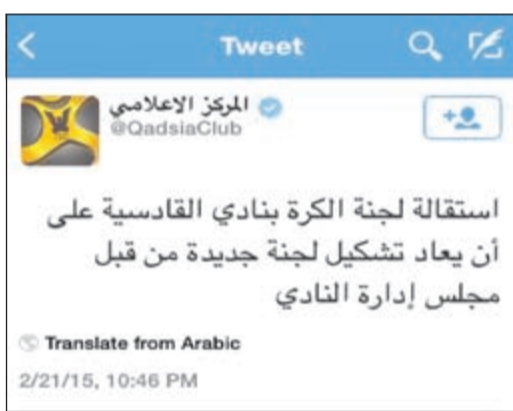 Tweet
المركز الاعلامي
@QadsiaClub
استقالة لجنة الكرة بنادي القادسية على
أن يعاد تشكيل لجنة جديدة من قبل
مجلس إدارة النادي
Translate from Arabic
2/21/15, 10:46 PM